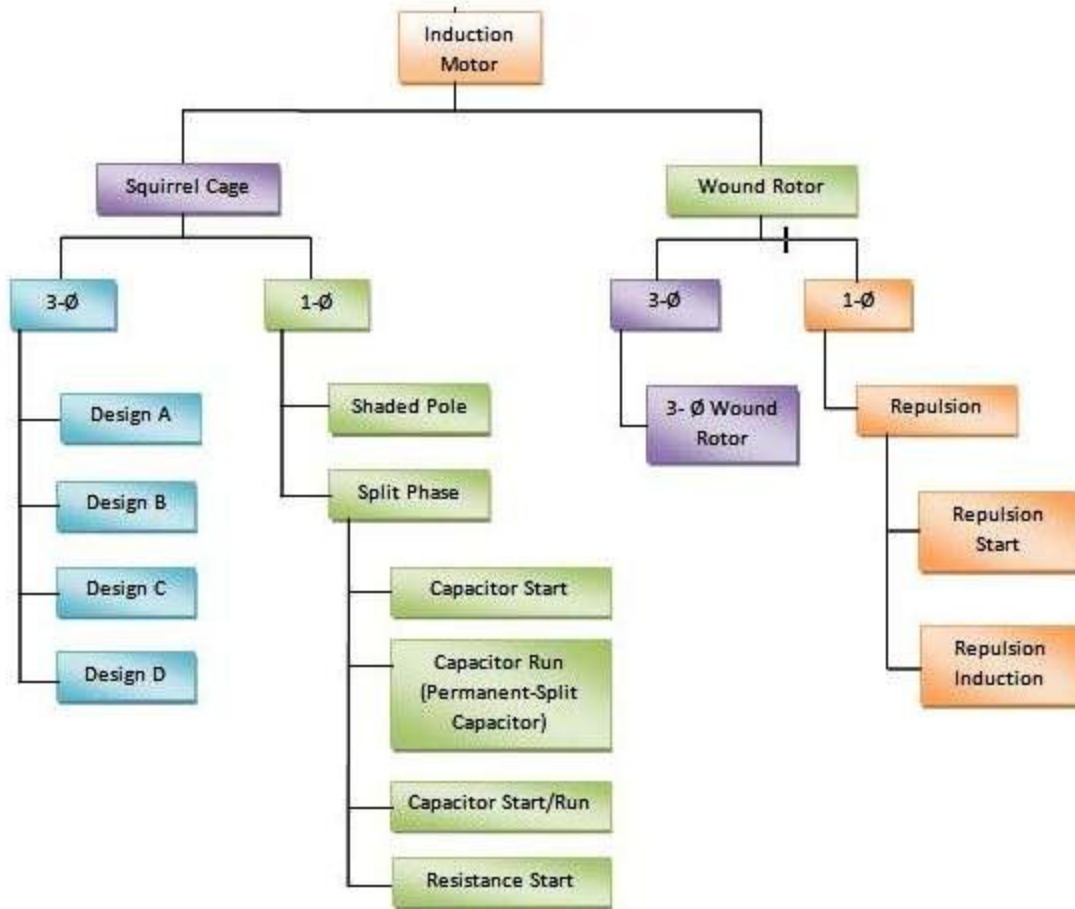 Induction
Motor
Squirrel Cage
Wound Rotor
3-Ø
1-Ø
3-Ø
1-Ø
Design A
Design B
Design C
Design D
Shaded Pole
Split Phase
Capacitor Start
Capacitor Run
(Permanent-Split
Capacitor)
Capacitor Start/Run
Resistance Start
3- Ø Wound
Rotor
Repulsion
Repulsion
Start
Repulsion
Induction